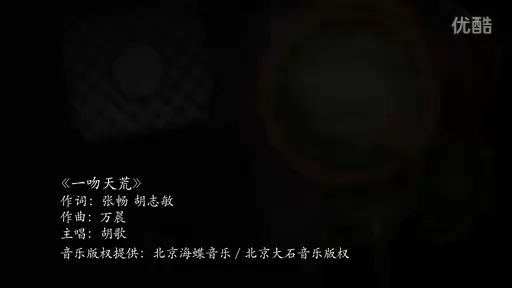 优酷
《一吻天荒》
作词：张畅 胡志敏
作曲：万晨
主唱：胡歌
音乐版权提供：北京海蝶音乐/北京大石音乐版权